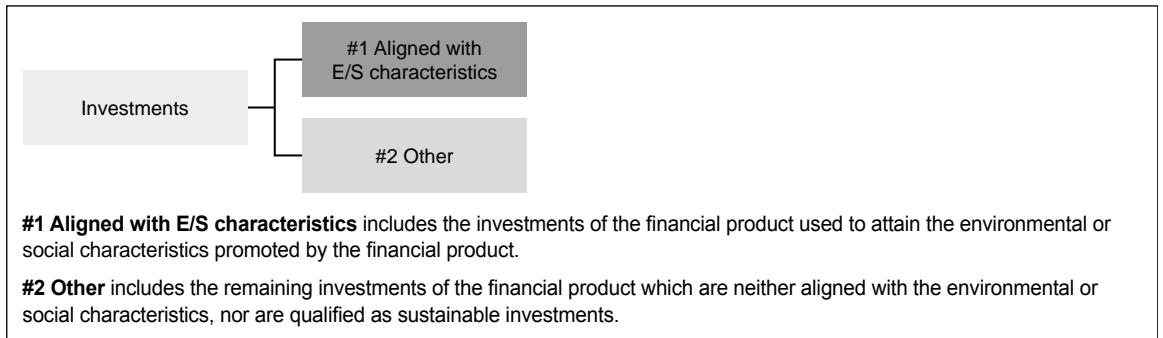 #1 Aligned with
E/S characteristics
Investments
#2 Other
#1 Aligned with E/S characteristics includes the investments of the financial product used to attain the environmental or
social characteristics promoted by the financial product.
#2 Other includes the remaining investments of the financial product which are neither aligned with the environmental or
social characteristics, nor are qualified as sustainable investments.